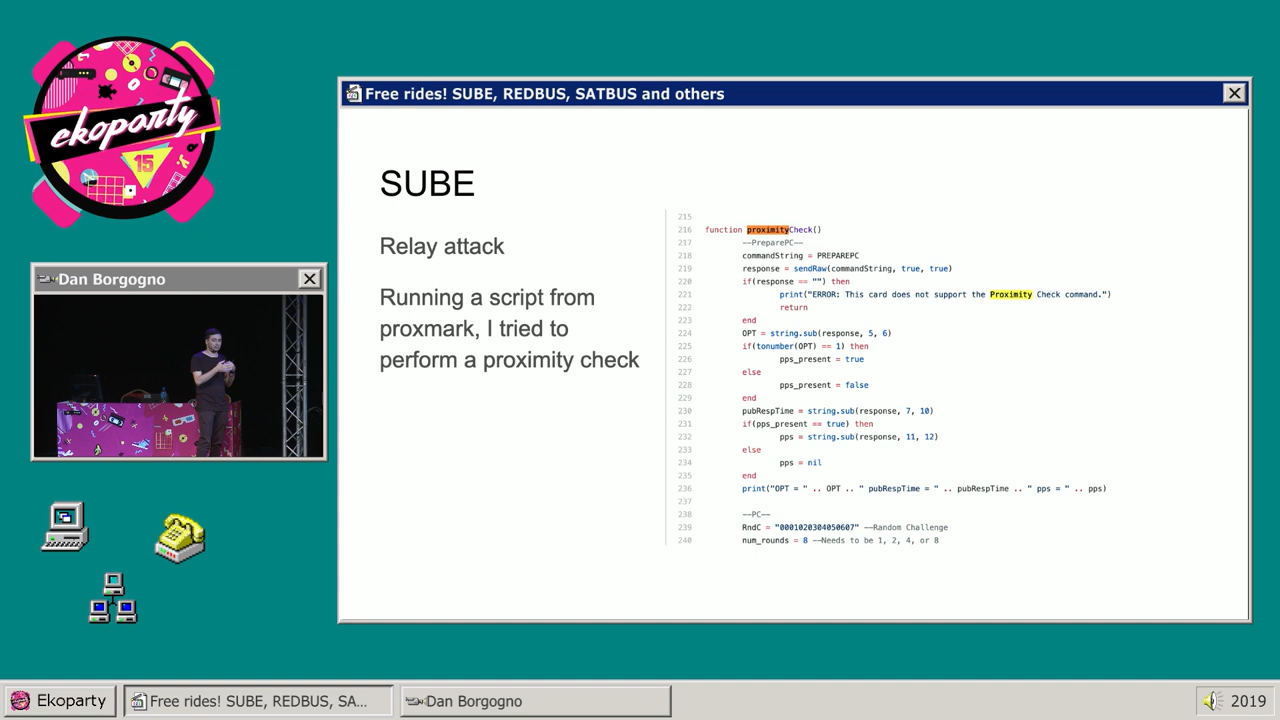 ekoparty
15
Free rides! SUBE, REDBUS, SATBUS and others
SUBE
Relay attack
Running a script from
proxmark, I tried to
perform a proximity check
215
216 function proximityCheck()
217 --PreparePC--
218 commandString = PREPAREPC
219 response = sendRaw(commandString, true, true)
220 if(response == "") then
221 print("ERROR: This card does not support the Proximity Check command.")
222 return
223 end
224 OPT = string.sub(response, 5, 6)
225 if(tonumber(OPT) == 1) then
226 pps_present = true
227 else
228 pps_present = false
229 end
230 pubRespTime = string.sub(response, 7, 10)
231 if(pps_present == true) then
232 pps = string.sub(response, 11, 12)
233 else
234 pps = nil
235 end
236 print("OPT = " .. OPT .. " pubRespTime = " .. pubRespTime .. " pps = " .. pps)
237
238 --PC--
239 RndC = "0001020304050607" --Random Challenge
240 num_rounds = 8 --Needs to be 1, 2, 4, or 8
Dan Borgogno
Ekoparty
Free rides! SUBE, REDBUS, SA...
Dan Borgogno
2019